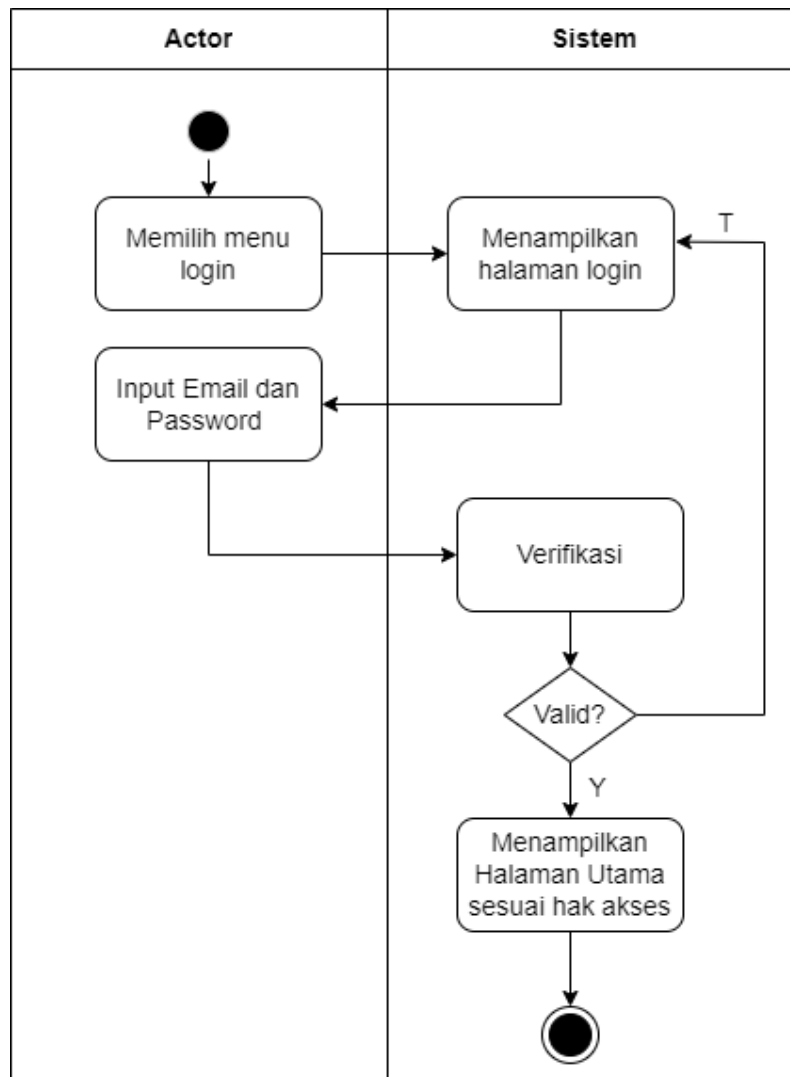 Actor
Sistem
Memilih menu
login
Menampilkan
halaman login
T
Input Email dan
Password
Verifikasi
Valid?
Y
Menampilkan
Halaman Utama
sesuai hak akses